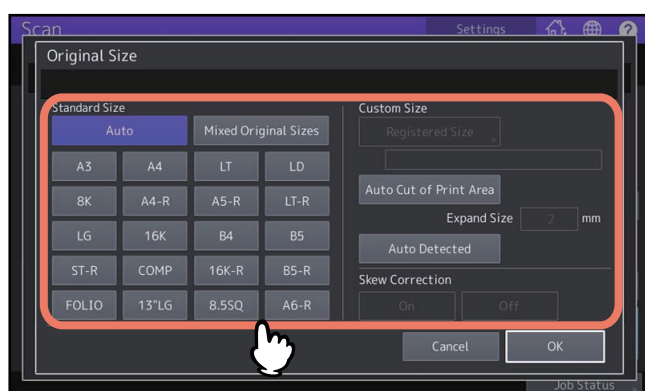 Scan
Settings
Original Size
Standard Size
Auto
Mixed Original Sizes
A3 A4 LT LD
8K A4-R A5-R LT-R
LG 16K B4 B5
ST-R COMP 16K-R B5-R
FOLIO 13"LG 8.5SQ A6-R
Custom Size
Registered Size
Auto Cut of Print Area
Expand Size 2 mm
Auto Detected
Skew Correction
On Off
Cancel OK
Job Status